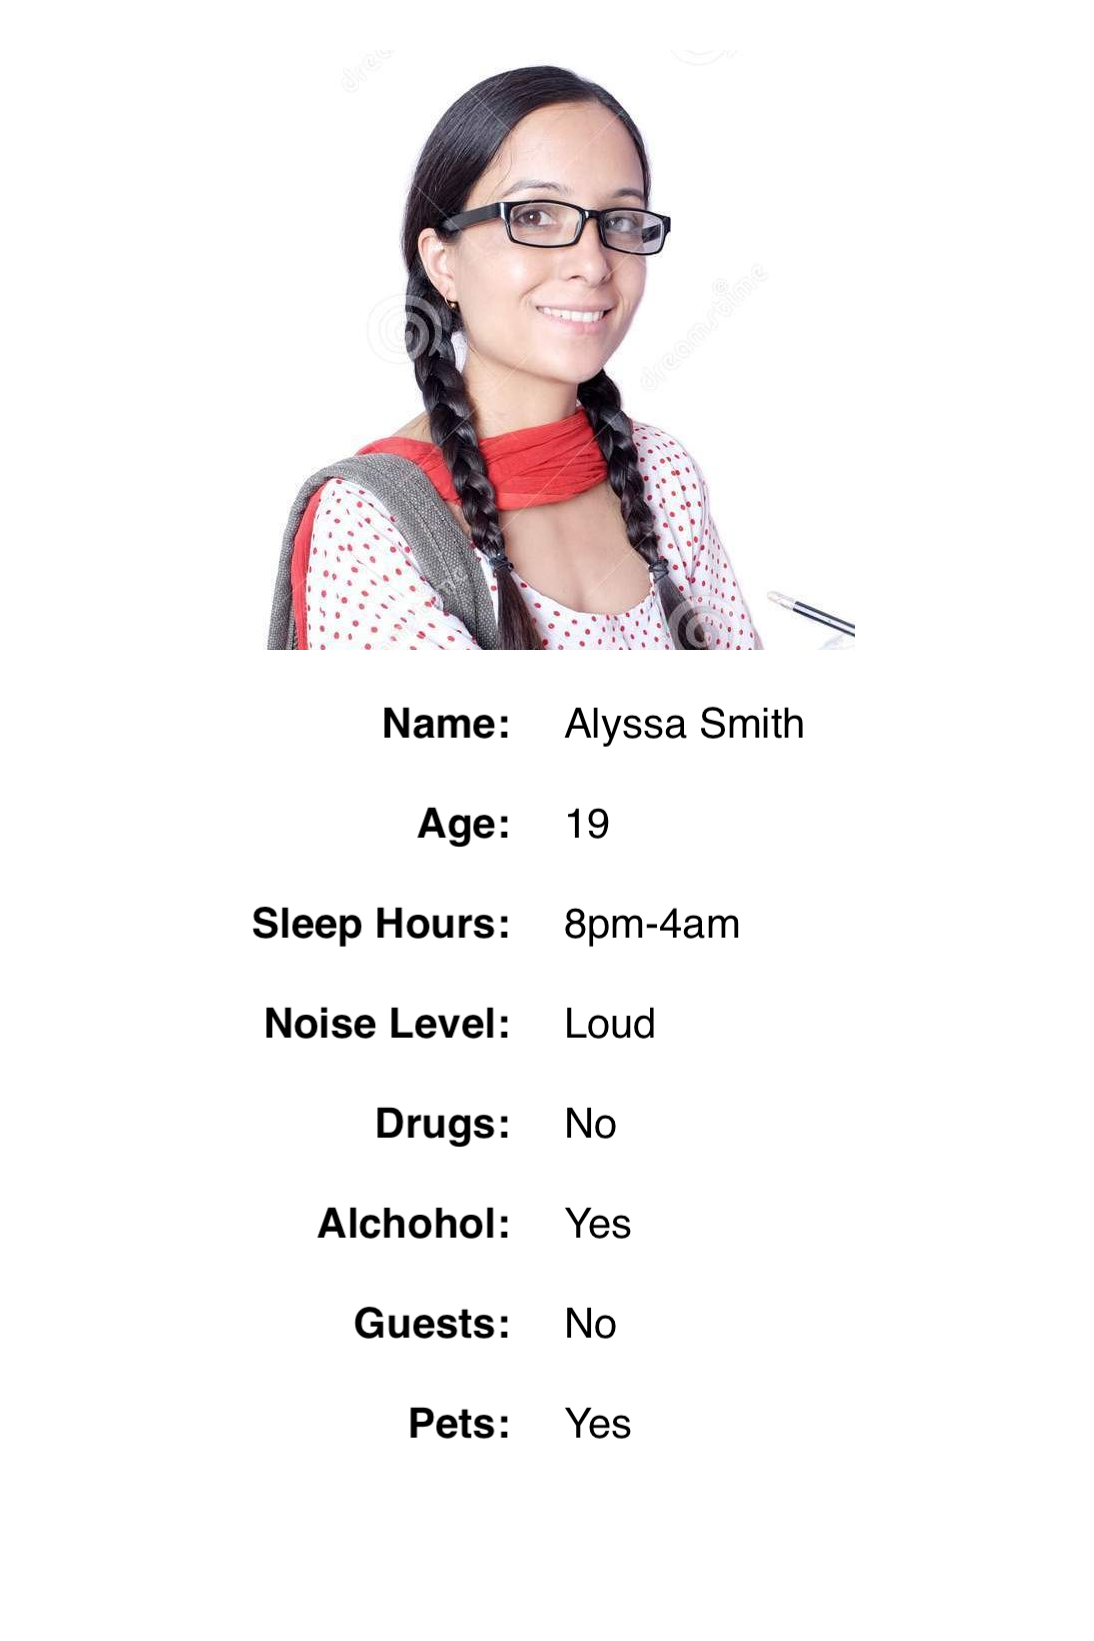 dreamstime
Name: Alyssa Smith
Age: 19
Sleep Hours: 8pm-4am
Noise Level: Loud
Drugs: No
Alchohol: Yes
Guests: No
Pets: Yes